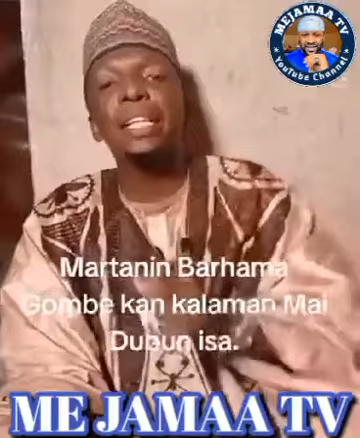 MEJAMAA TV
YouTube Channel
Martanin Barhama
Gombe kan kalaman Mai
Dubun isa.
ME JAMAA TV